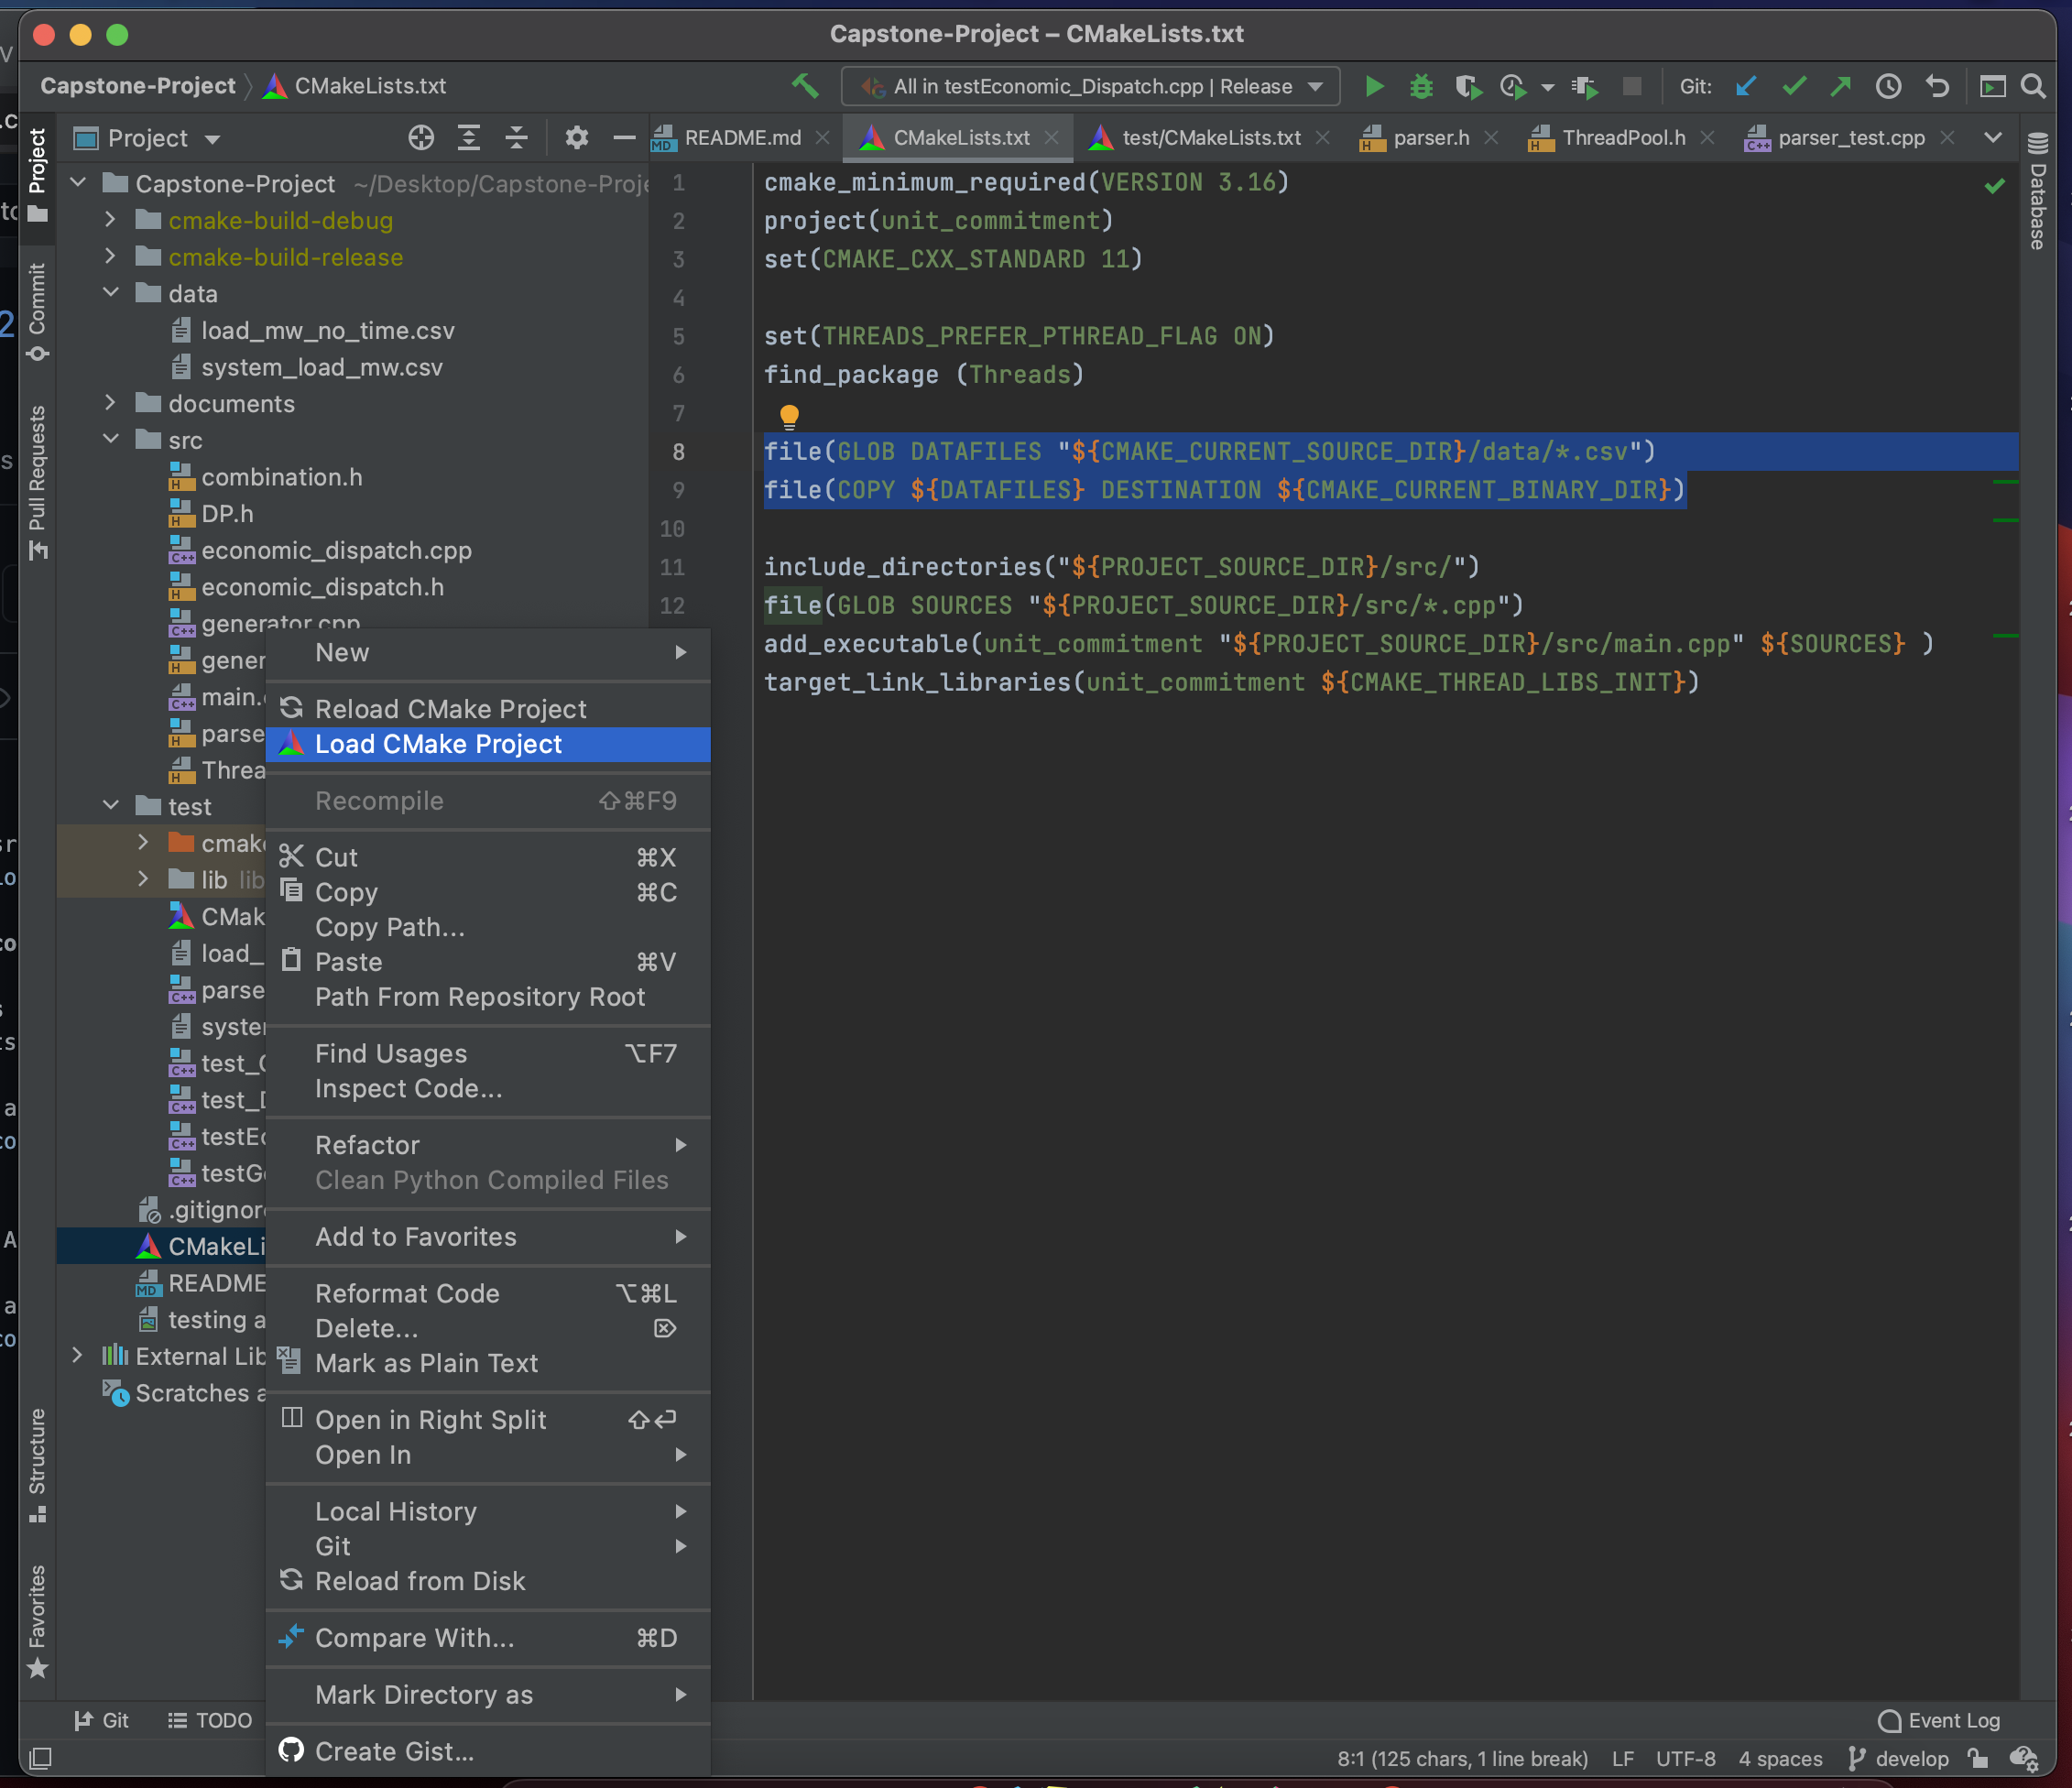 Capstone-Project – CMakeLists.txt
Capstone-Project CMakeLists.txt
All in testEconomic_Dispatch.cpp | Release
Git:
Project
README.md
CMakeLists.txt
test/CMakeLists.txt
parser.h
ThreadPool.h
parser_test.cpp
Project
Commit
Pull Requests
Structure
Favorites
Database
Capstone-Project ~/Desktop/Capstone-Proje
cmake-build-debug
cmake-build-release
data
load_mw_no_time.csv
system_load_mw.csv
documents
src
combination.h
DP.h
economic_dispatch.cpp
economic_dispatch.h
generator.cpp
gener
main.c
parse
Threa
test
cmake
lib lib
CMak
load_
parse
syste
test_C
test_D
testEc
testGe
.gitignore
CMakeLi
README
testing a
External Lib
Scratches a
1 cmake_minimum_required(VERSION 3.16)
2 project(unit_commitment)
3 set(CMAKE_CXX_STANDARD 11)
4
5 set(THREADS_PREFER_PTHREAD_FLAG ON)
6 find_package (Threads)
7
8 file(GLOB DATAFILES "${CMAKE_CURRENT_SOURCE_DIR}/data/*.csv")
9 file(COPY ${DATAFILES} DESTINATION ${CMAKE_CURRENT_BINARY_DIR})
10
11 include_directories("${PROJECT_SOURCE_DIR}/src/")
12 file(GLOB SOURCES "${PROJECT_SOURCE_DIR}/src/*.cpp")
add_executable(unit_commitment "${PROJECT_SOURCE_DIR}/src/main.cpp" ${SOURCES} )
target_link_libraries(unit_commitment ${CMAKE_THREAD_LIBS_INIT})
New
Reload CMake Project
Load CMake Project
Recompile ⇧⌘F9
Cut ⌘X
Copy ⌘C
Copy Path...
Paste ⌘V
Path From Repository Root
Find Usages ⌥F7
Inspect Code...
Refactor
Clean Python Compiled Files
Add to Favorites
Reformat Code ⌥⌘L
Delete... ⌦
Mark as Plain Text
Open in Right Split ⇧↩
Open In
Local History
Git
Reload from Disk
Compare With... ⌘D
Mark Directory as
Create Gist...
Git TODO
Event Log
8:1 (125 chars, 1 line break) LF UTF-8 4 spaces develop